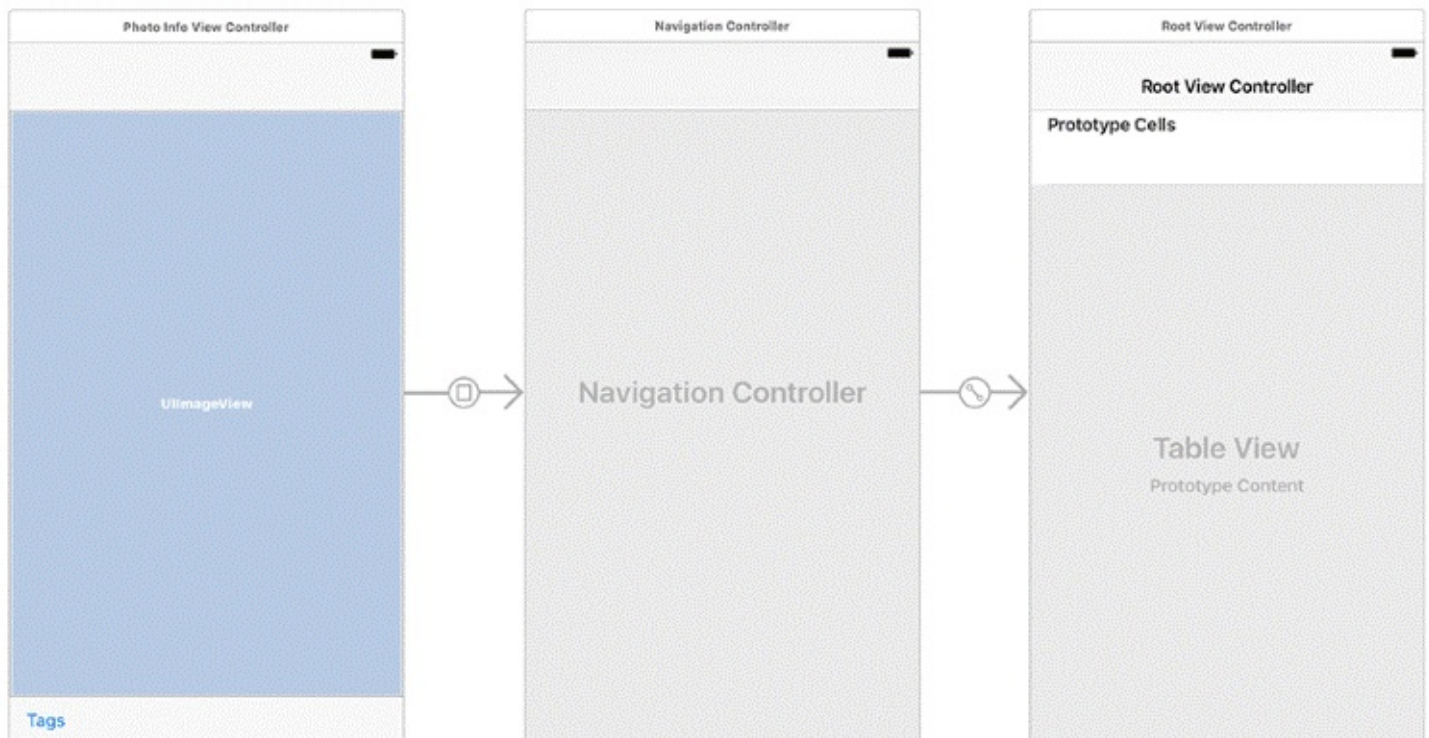 Photo Info View Controller
UIImageView
Tags
Navigation Controller
Navigation Controller
Root View Controller
Root View Controller
Prototype Cells
Table View
Prototype Content